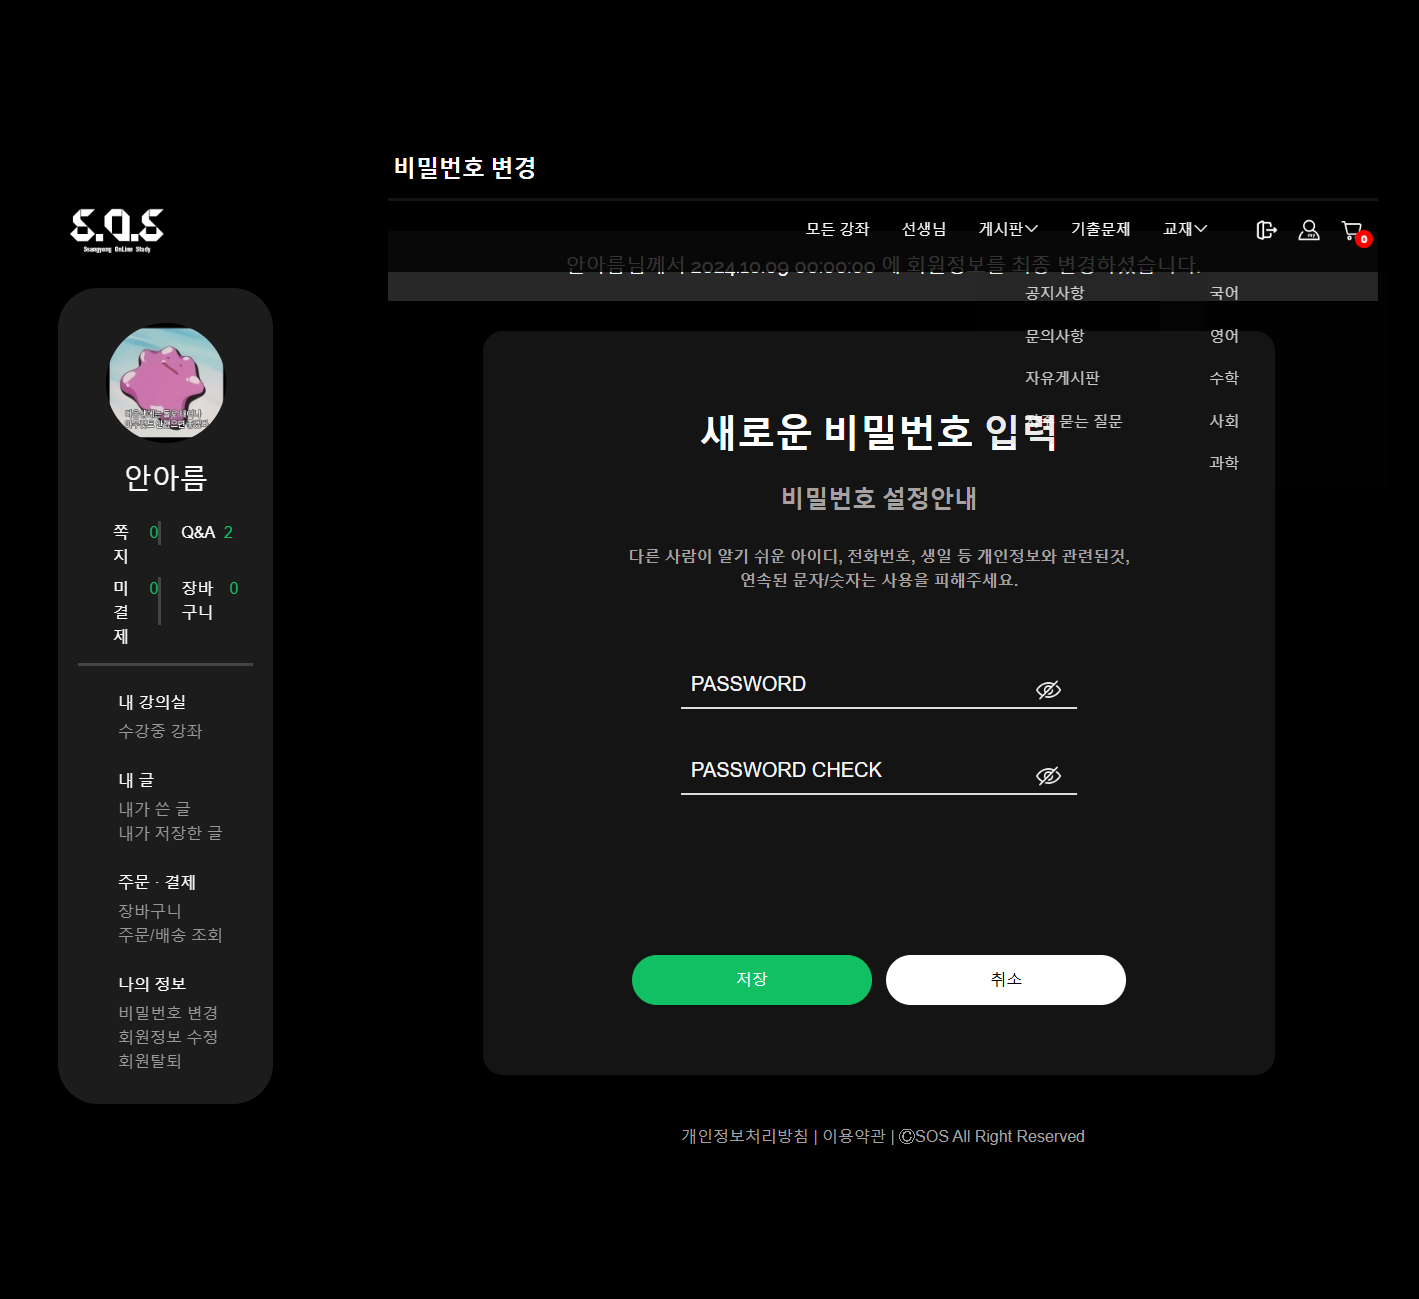 비밀번호 변경
S.O.S
Ssangyong OnLine Study
모든 강좌 선생님 게시판 기출문제 교재 0
안아름님께서 2024.10.09 00:00:00 에 회원정보를 최종 변경하셨습니다.
공지사항 국어
문의사항 영어
자유게시판 수학
자주 묻는 질문 사회
과학
안아름
쪽지 0 Q&A 2
미결제 0 장바구니 0
내 강의실
수강중 강좌
내 글
내가 쓴 글
내가 저장한 글
주문 · 결제
장바구니
주문/배송 조회
나의 정보
비밀번호 변경
회원정보 수정
회원탈퇴
새로운 비밀번호 입력
비밀번호 설정안내
다른 사람이 알기 쉬운 아이디, 전화번호, 생일 등 개인정보와 관련된것,
연속된 문자/숫자는 사용을 피해주세요.
PASSWORD
PASSWORD CHECK
저장 취소
개인정보처리방침 | 이용약관 | ⒸSOS All Right Reserved